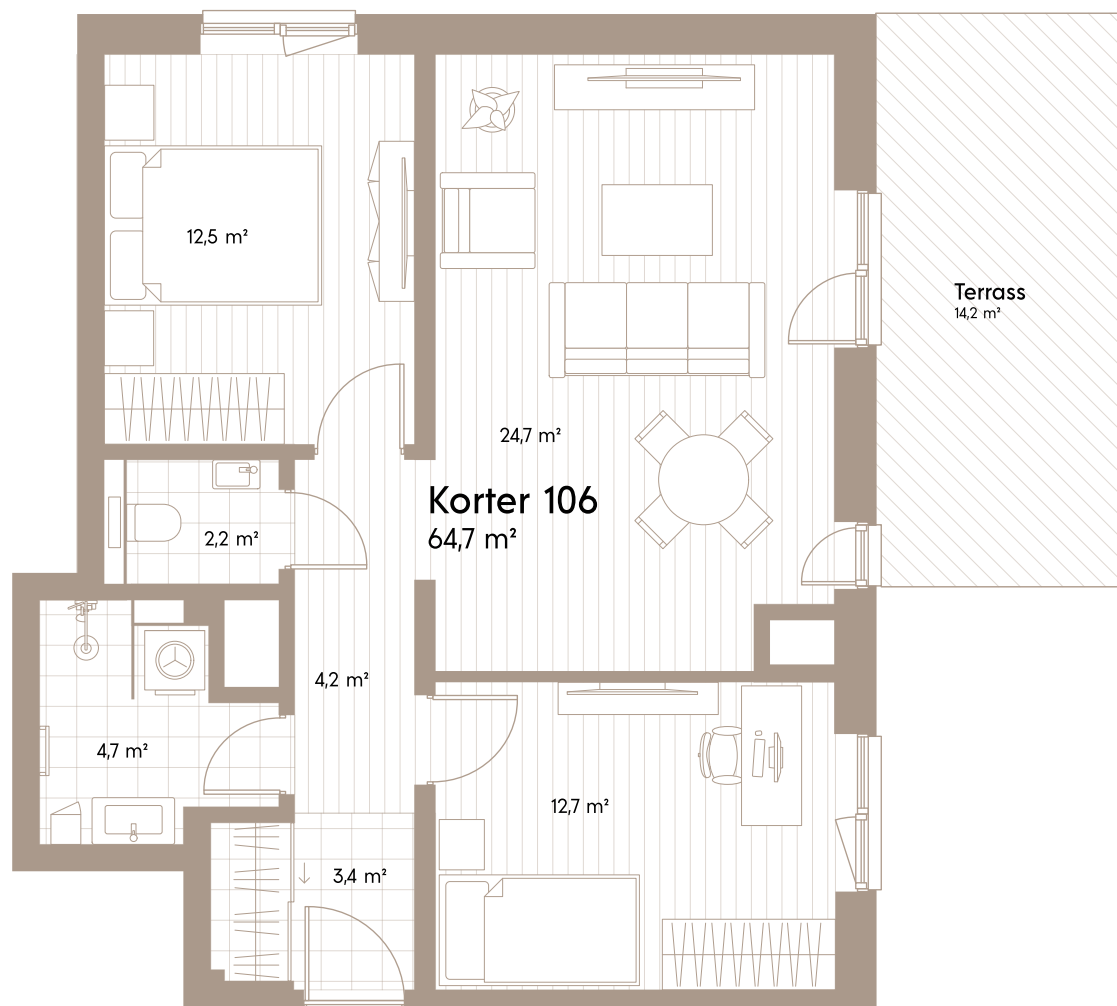 12,5 m²
Terrass
14,2 m²
24,7 m²
Korter 106
64,7 m²
2,2 m²
4,2 m²
4,7 m²
12,7 m²
3,4 m²